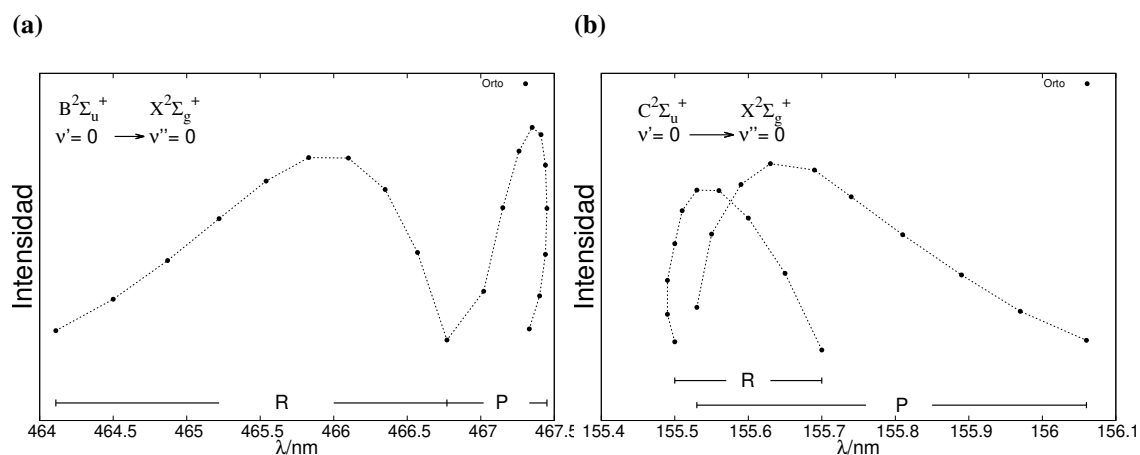 (a)
Intensidad
Orto
B²Σᵤ⁺ X²Σg⁺
ν'= 0 → ν''= 0
R P
464 464.5 465 465.5 466 466.5 467 467.5
λ/nm
(b)
Intensidad
Orto
C²Σᵤ⁺ X²Σg⁺
ν'= 0 → ν''= 0
R
P
155.4 155.5 155.6 155.7 155.8 155.9 156 156.1
λ/nm